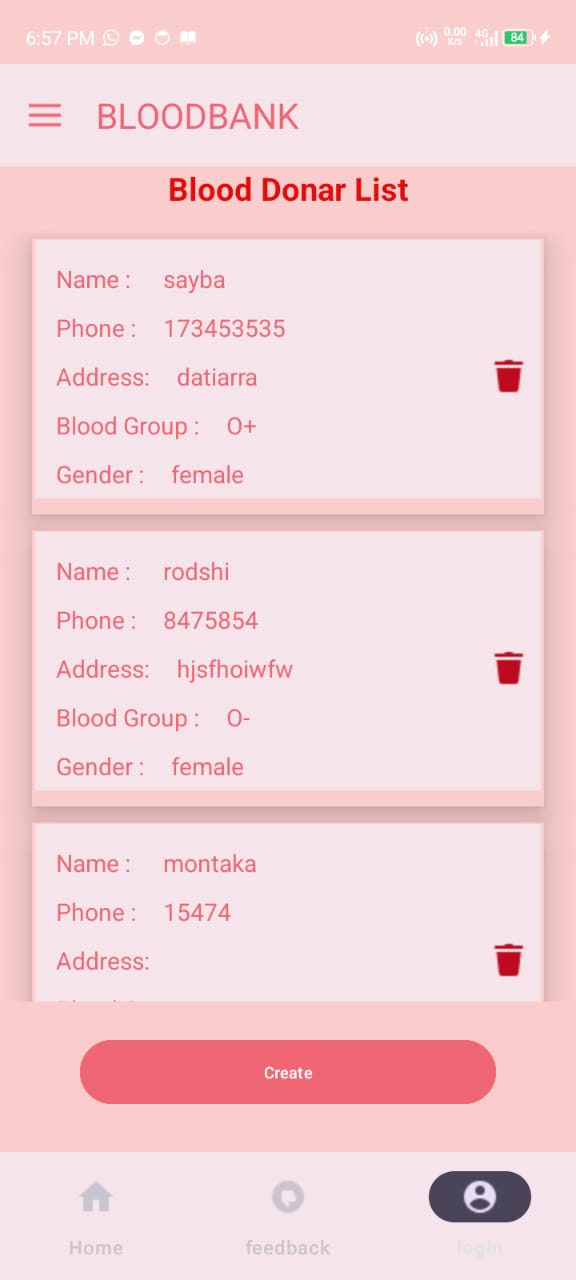 6:57 PM
0.00 K/S 4G 84
BLOODBANK
Blood Donar List
Name : sayba
Phone : 173453535
Address: datiarra
Blood Group : O+
Gender : female
Name : rodshi
Phone : 8475854
Address: hjsfhoiwfw
Blood Group : O-
Gender : female
Name : montaka
Phone : 15474
Address:
Create
Home feedback login